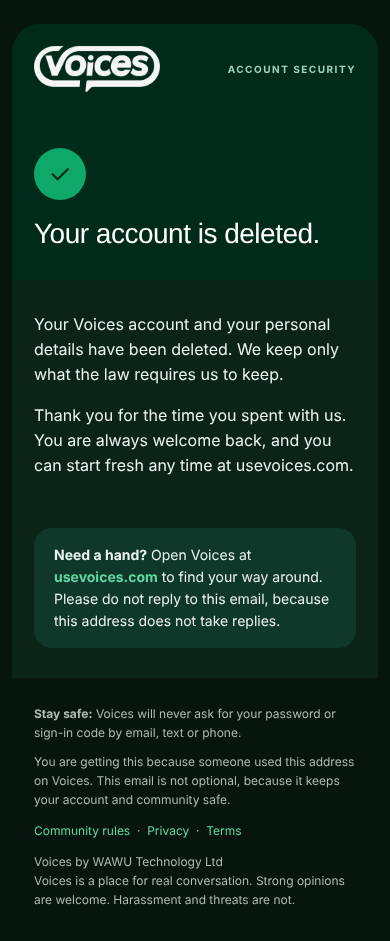 Voices
ACCOUNT SECURITY
Your account is deleted.
Your Voices account and your personal
details have been deleted. We keep only
what the law requires us to keep.
Thank you for the time you spent with us.
You are always welcome back, and you
can start fresh any time at usevoices.com.
Need a hand? Open Voices at
usevoices.com to find your way around.
Please do not reply to this email, because
this address does not take replies.
Stay safe: Voices will never ask for your password or
sign-in code by email, text or phone.
You are getting this because someone used this address
on Voices. This email is not optional, because it keeps
your account and community safe.
Community rules · Privacy · Terms
Voices by WAWU Technology Ltd
Voices is a place for real conversation. Strong opinions
are welcome. Harassment and threats are not.